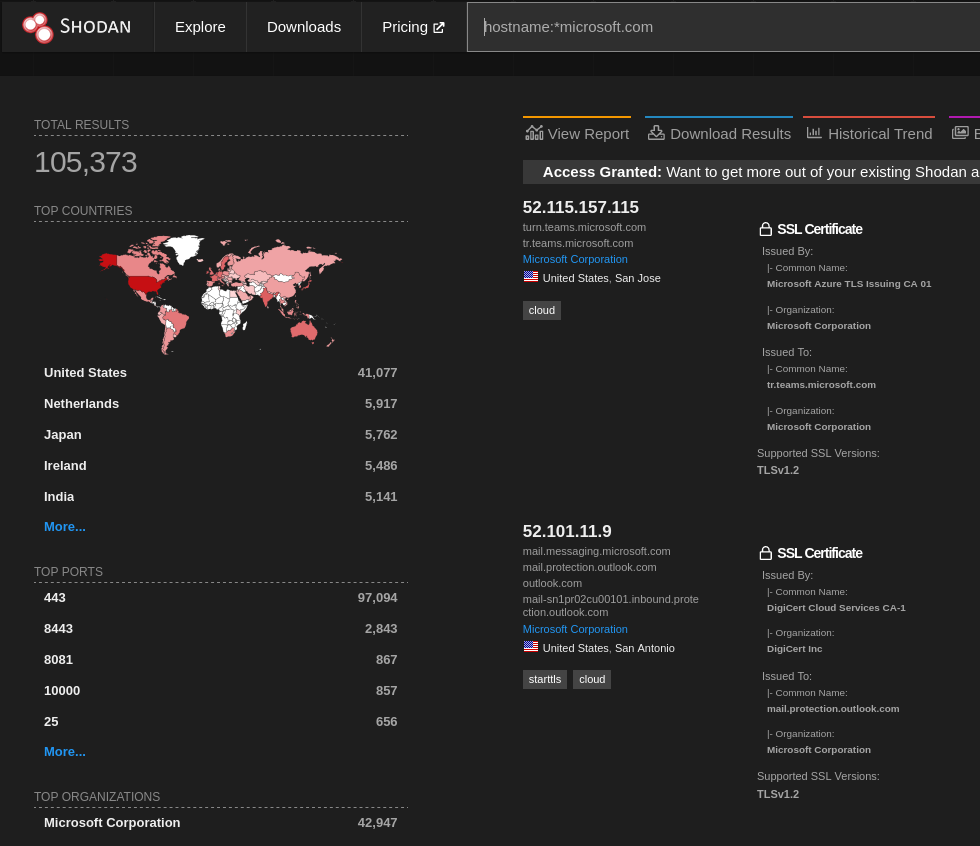 SHODAN Explore Downloads Pricing hostname:*microsoft.com
TOTAL RESULTS
105,373
TOP COUNTRIES
United States 41,077
Netherlands 5,917
Japan 5,762
Ireland 5,486
India 5,141
More...
TOP PORTS
443 97,094
8443 2,843
8081 867
10000 857
25 656
More...
TOP ORGANIZATIONS
Microsoft Corporation 42,947
View Report Download Results Historical Trend
Access Granted: Want to get more out of your existing Shodan a
52.115.157.115
turn.teams.microsoft.com
tr.teams.microsoft.com
Microsoft Corporation
United States, San Jose
cloud
SSL Certificate
Issued By:
|- Common Name:
Microsoft Azure TLS Issuing CA 01
|- Organization:
Microsoft Corporation
Issued To:
|- Common Name:
tr.teams.microsoft.com
|- Organization:
Microsoft Corporation
Supported SSL Versions:
TLSv1.2
52.101.11.9
mail.messaging.microsoft.com
mail.protection.outlook.com
outlook.com
mail-sn1pr02cu00101.inbound.prote
ction.outlook.com
Microsoft Corporation
United States, San Antonio
starttls cloud
SSL Certificate
Issued By:
|- Common Name:
DigiCert Cloud Services CA-1
|- Organization:
DigiCert Inc
Issued To:
|- Common Name:
mail.protection.outlook.com
|- Organization:
Microsoft Corporation
Supported SSL Versions:
TLSv1.2